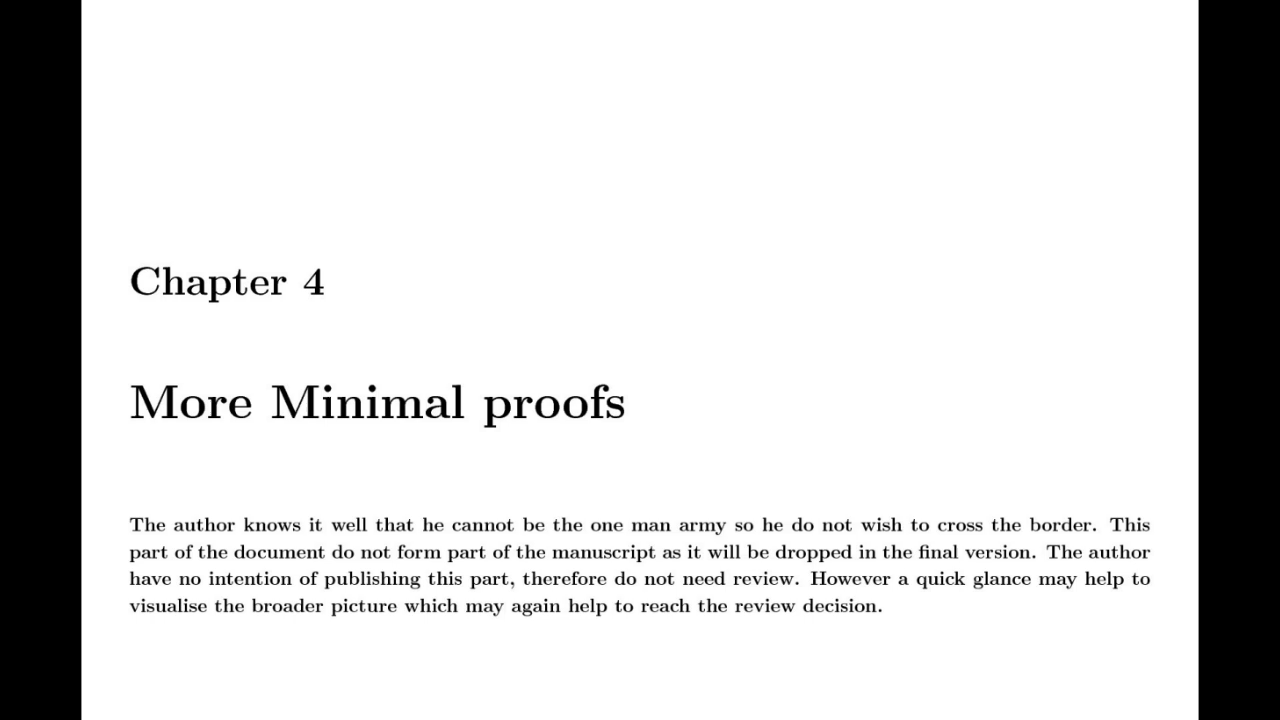 Chapter 4
More Minimal proofs
The author knows it well that he cannot be the one man army so he do not wish to cross the border. This
part of the document do not form part of the manuscript as it will be dropped in the final version. The author
have no intention of publishing this part, therefore do not need review. However a quick glance may help to
visualise the broader picture which may again help to reach the review decision.